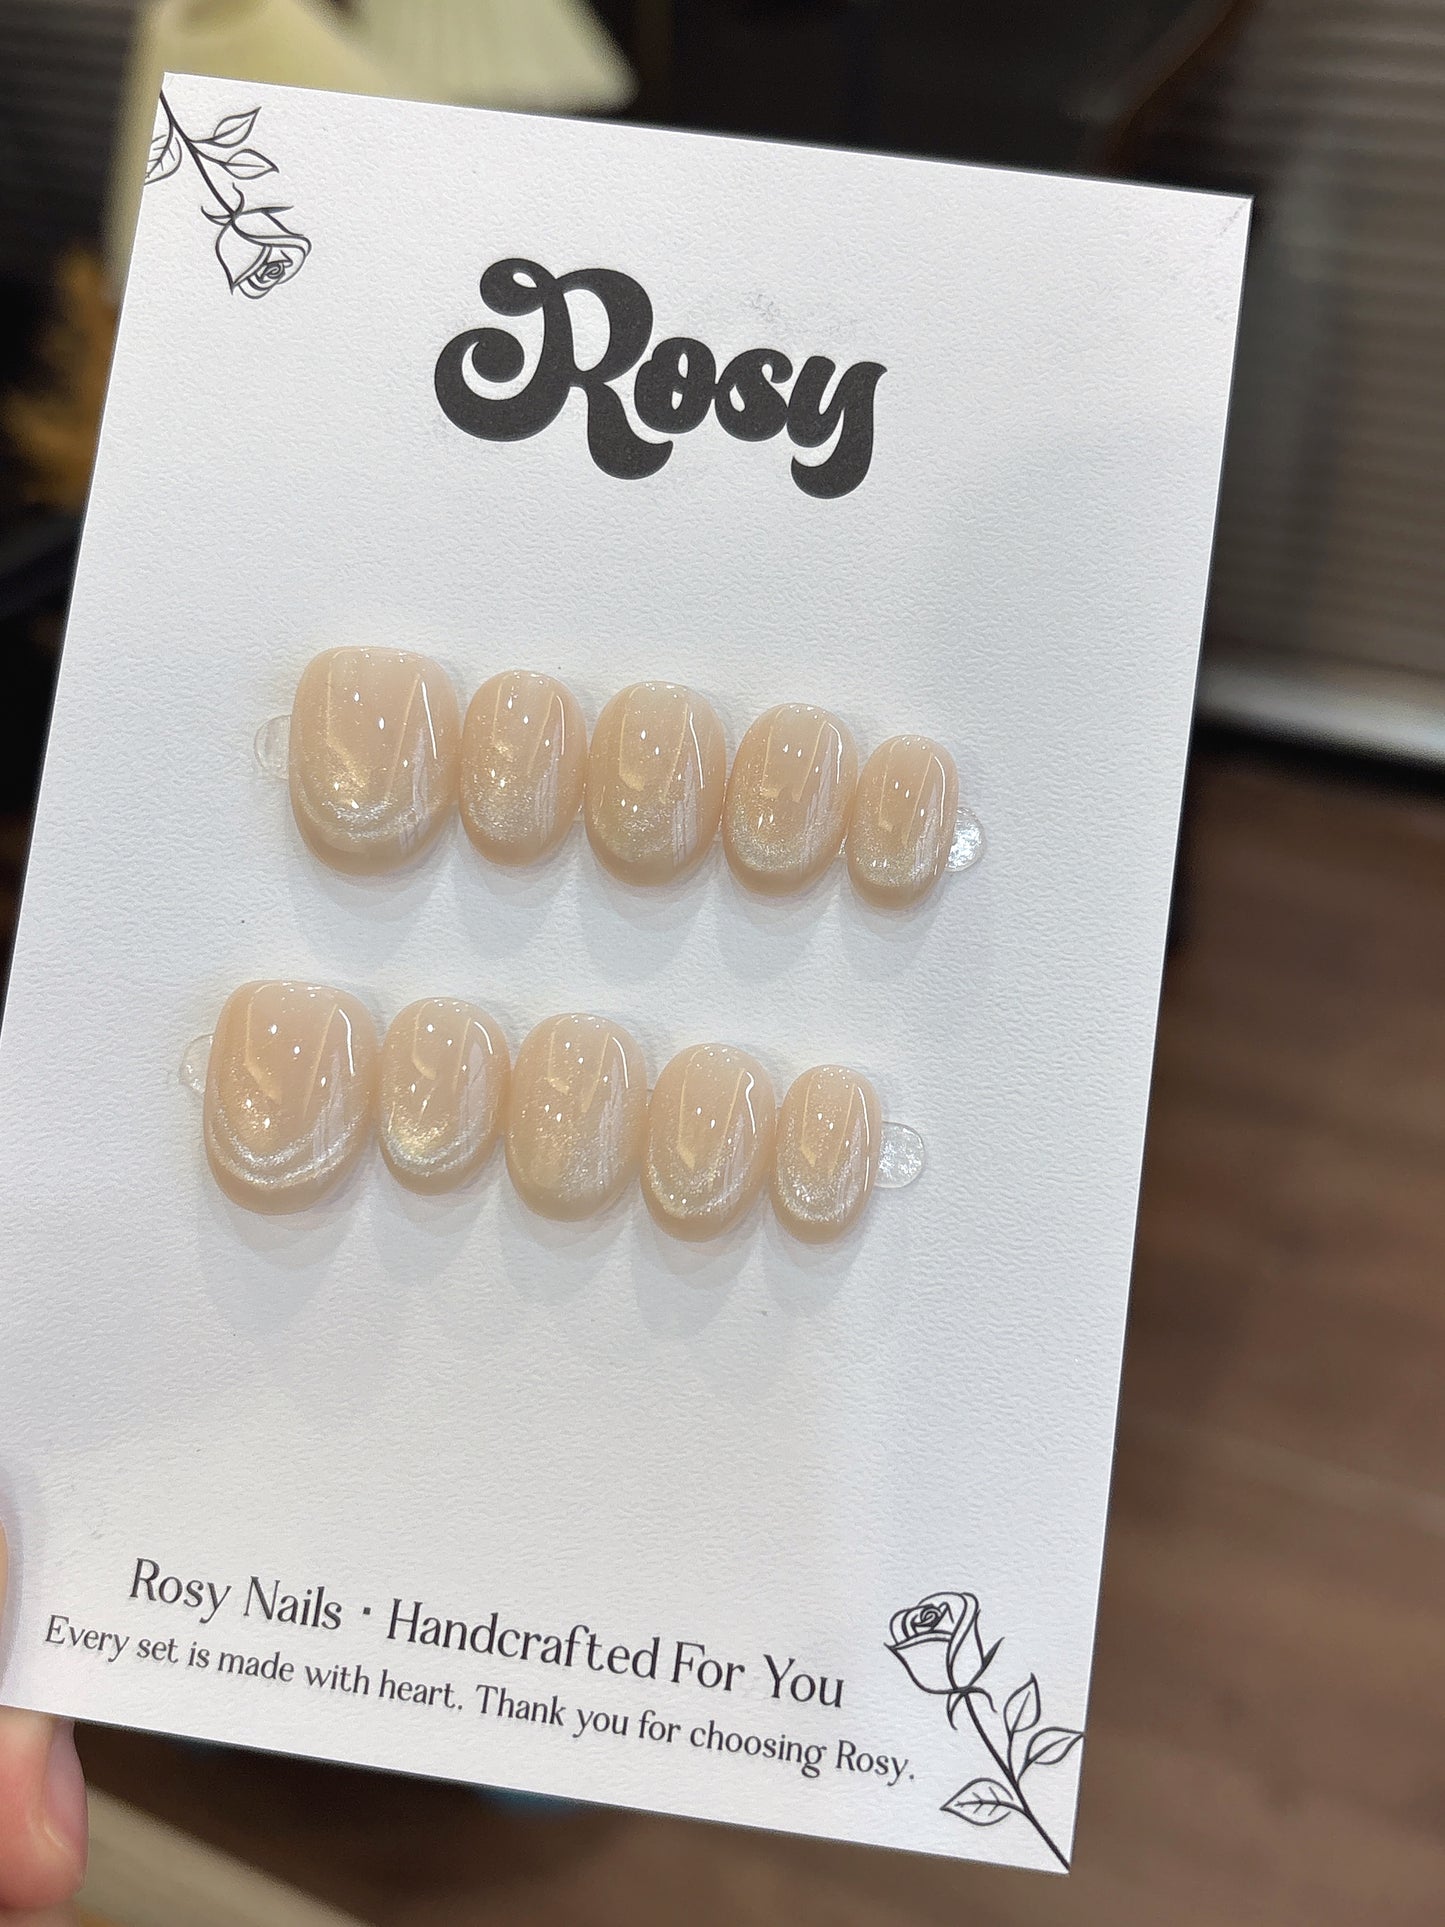 Rosy
Rosy Nails · Handcrafted For You
Every set is made with heart. Thank you for choosing Rosy.